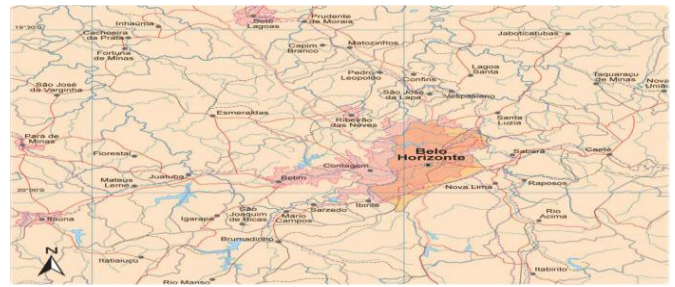 Inhaúma
Sete
Lagoas
Prudente
de Morais
19°30'S
Cachoeira
da Prata
Jaboticatubas
Fortuna
de Minas
Capim
Branco
Matozinhos
Pedro
Leopoldo
Confins
Lagoa
Santa
Taquaraçu
de Minas
Nova
União
São José
da Varginha
São José
da Lapa
Vespasiano
Esmeraldas
Ribeirão
das Neves
Santa
Luzia
Pará de
Minas
Florestal
Belo
Horizonte
Sabará
Caeté
Contagem
Juatuba
Betim
Mateus
Leme
20°00'S
Nova Lima
Raposos
Itaúna
Igarapé
São
Joaquim
de Bicas
Mário
Campos
Sarzedo
Ibirité
Rio
Acima
Brumadinho
N
Itatiaiuçu
Rio Manso
Itabirito